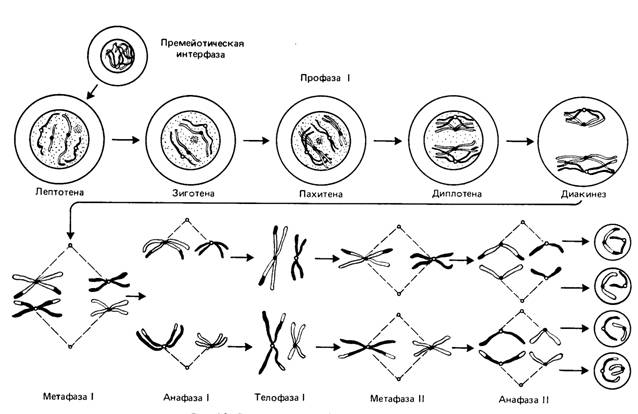 Премейотическая
интерфаза
Профаза I
Лептотена
Зиготена
Пахитена
Диплотена
Диакинез
Метафаза I
Анафаза I
Телофаза I
Метафаза II
Анафаза II